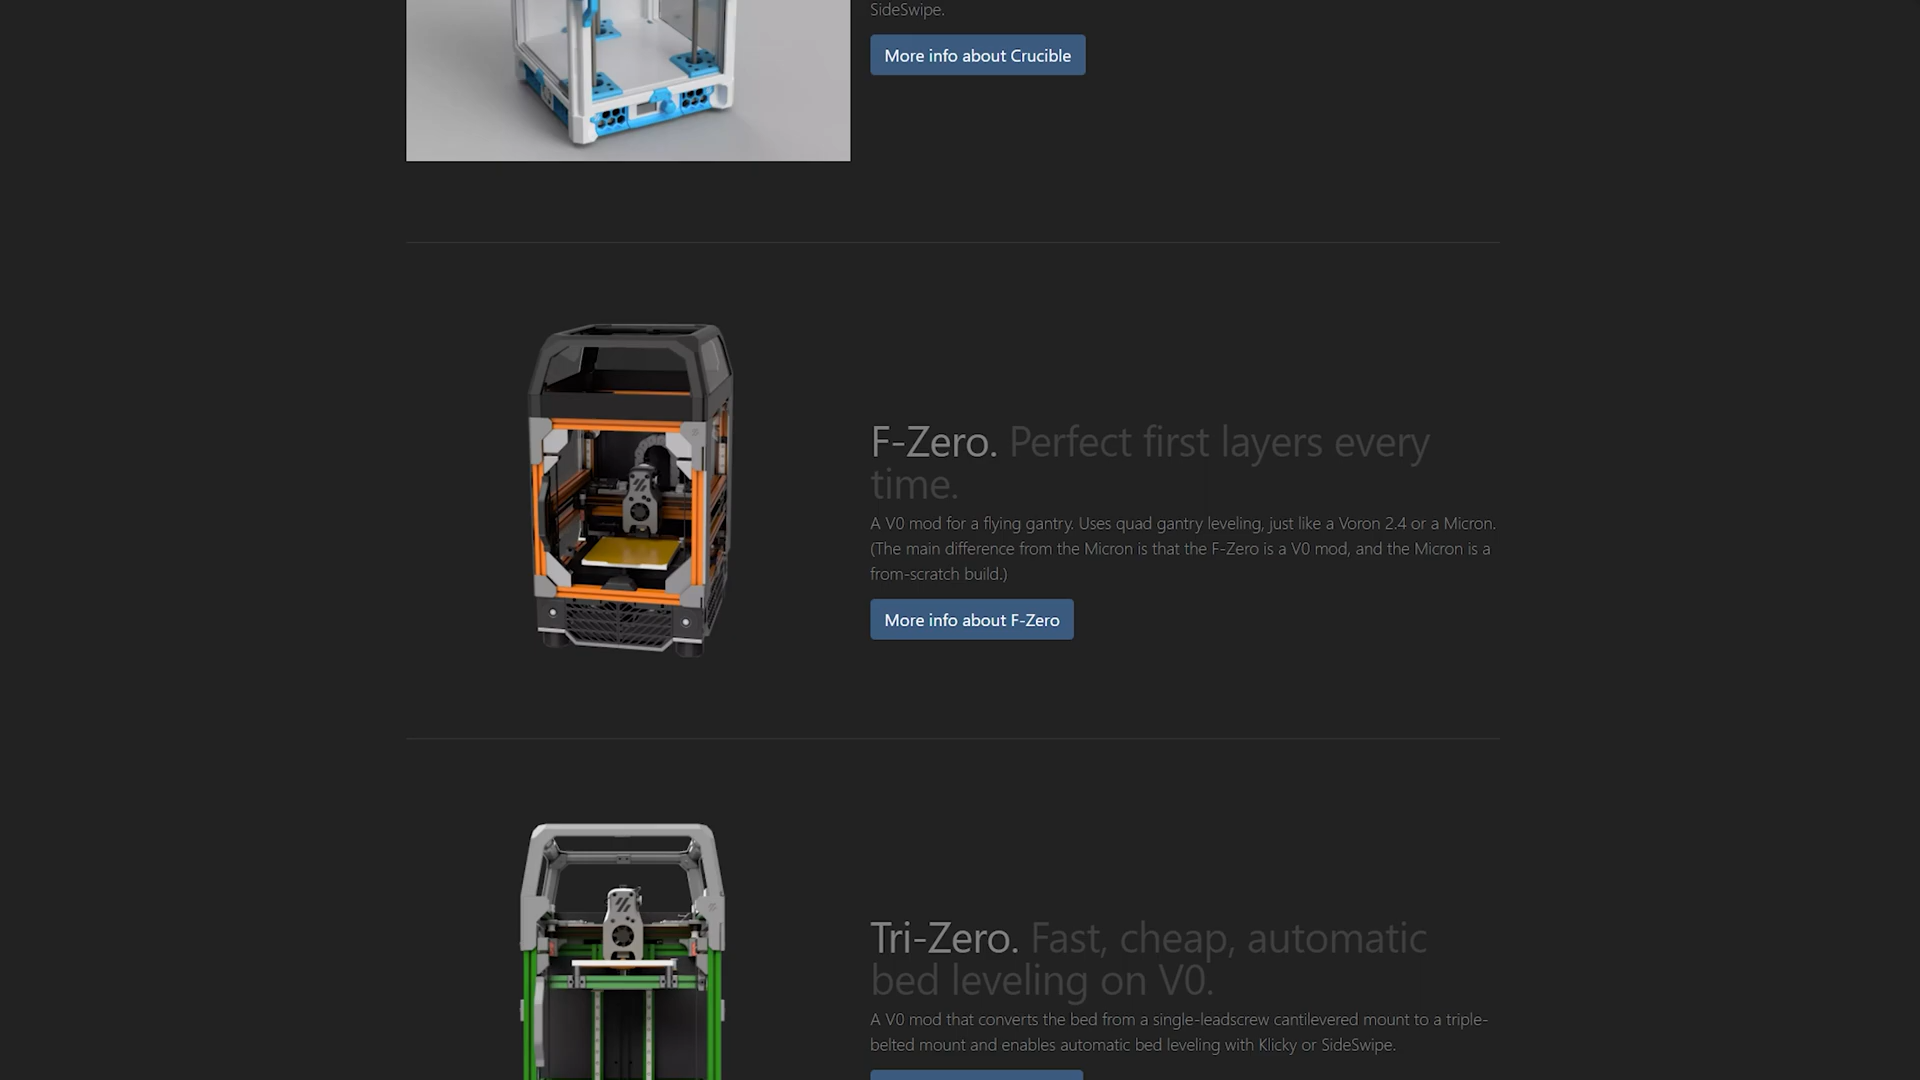 SideSwipe.
More info about Crucible
F-Zero. Perfect first layers every
time.
A V0 mod for a flying gantry. Uses quad gantry leveling, just like a Voron 2.4 or a Micron.
(The main difference from the Micron is that the F-Zero is a V0 mod, and the Micron is a
from-scratch build.)
More info about F-Zero
Tri-Zero. Fast, cheap, automatic
bed leveling on V0.
A V0 mod that converts the bed from a single-leadscrew cantilevered mount to a triple-
belted mount and enables automatic bed leveling with Klicky or SideSwipe.